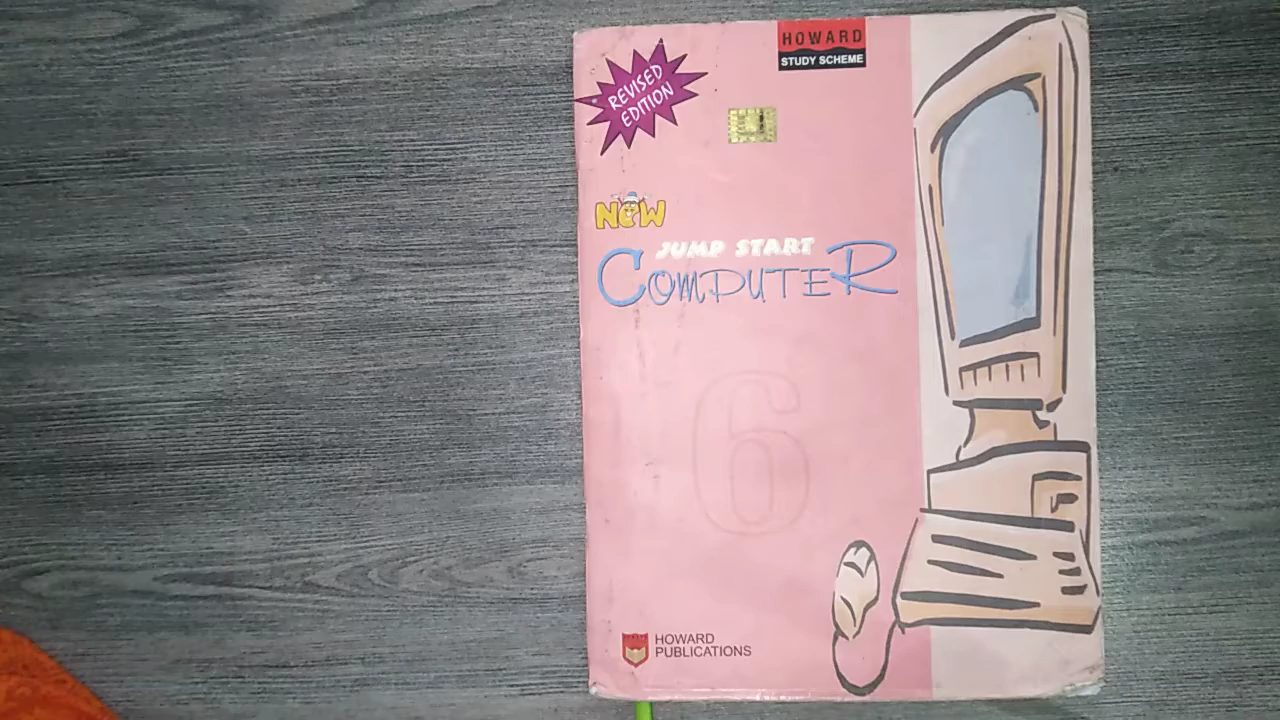 HOWARD
STUDY SCHEME
REVISED
EDITION
NEW
JUMP START
COMPUTER
6
HOWARD
PUBLICATIONS